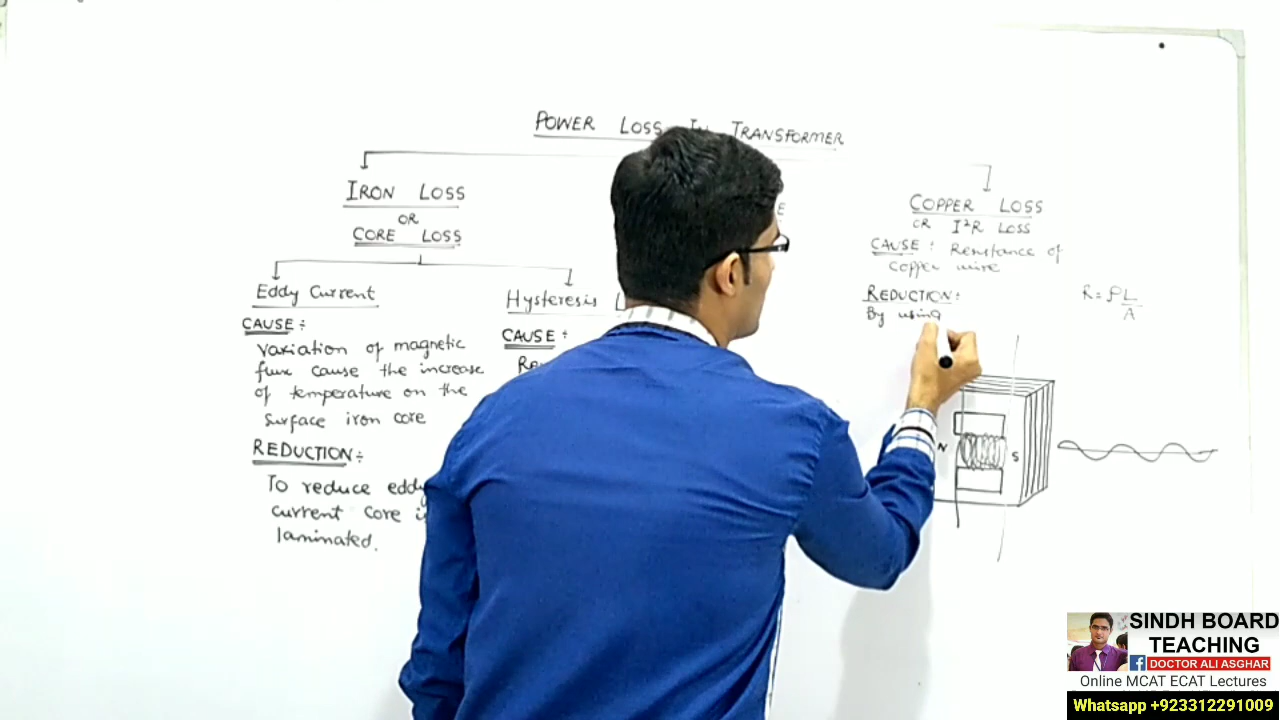 POWER LOSS IN TRANSFORMER
IRON LOSS
OR
CORE LOSS
Eddy Current
CAUSE:
Variation of magnetic
flux cause the increase
of temperature on the
Surface iron core
REDUCTION:
To reduce eddy
current core i
laminated.
Hysteresis L
CAUSE:
COPPER LOSS
OR I²R LOSS
CAUSE: Resistance of
Copper wire
REDUCTION:
By using
R = ρL/A
N
S
SINDH BOARD
TEACHING
f DOCTOR ALI ASGHAR
Online MCAT ECAT Lectures
Whatsapp +923312291009